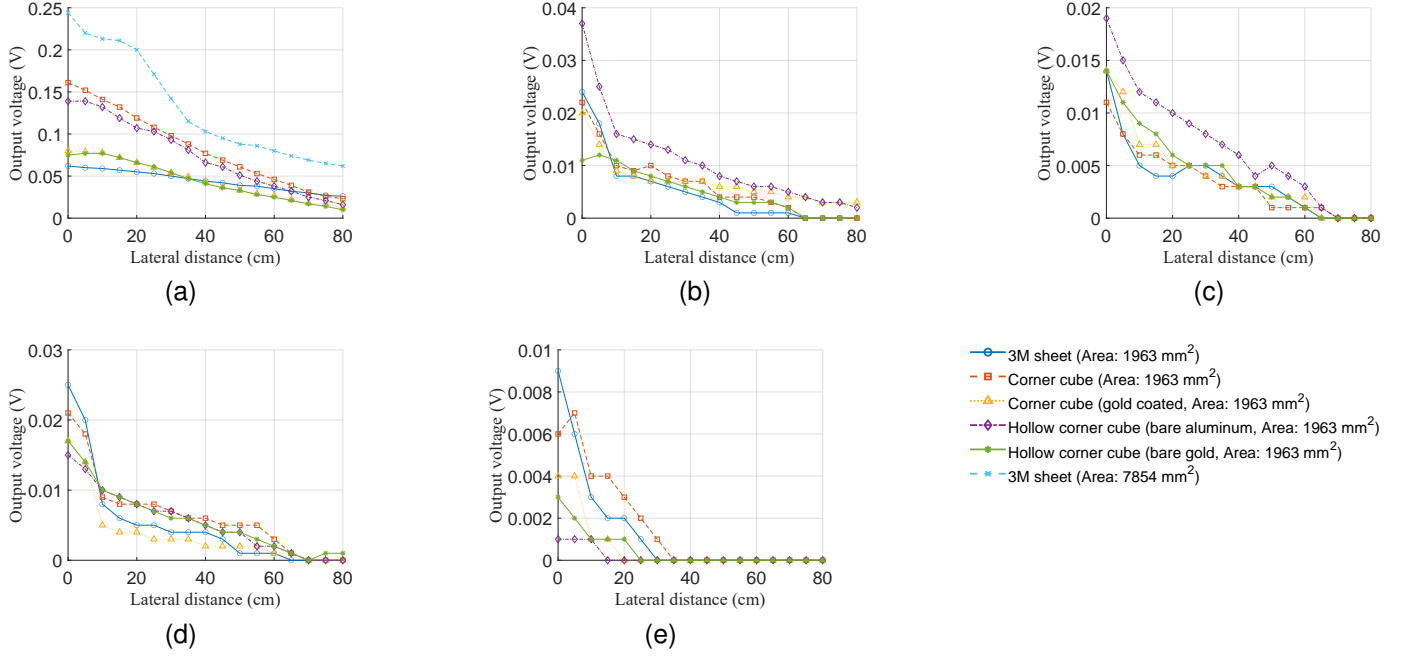 0.25
0.2
0.15
0.1
0.05
0
Output voltage (V)
0 20 40 60 80
Lateral distance (cm)
(a)
0.04
0.03
0.02
0.01
0
Output voltage (V)
0 20 40 60 80
Lateral distance (cm)
(b)
0.02
0.015
0.01
0.005
0
Output voltage (V)
0 20 40 60 80
Lateral distance (cm)
(c)
0.03
0.02
0.01
0
Output voltage (V)
0 20 40 60 80
Lateral distance (cm)
(d)
0.01
0.008
0.006
0.004
0.002
0
Output voltage (V)
0 20 40 60 80
Lateral distance (cm)
(e)
3M sheet (Area: 1963 mm²)
Corner cube (Area: 1963 mm²)
Corner cube (gold coated, Area: 1963 mm²)
Hollow corner cube (bare aluminum, Area: 1963 mm²)
Hollow corner cube (bare gold, Area: 1963 mm²)
3M sheet (Area: 7854 mm²)